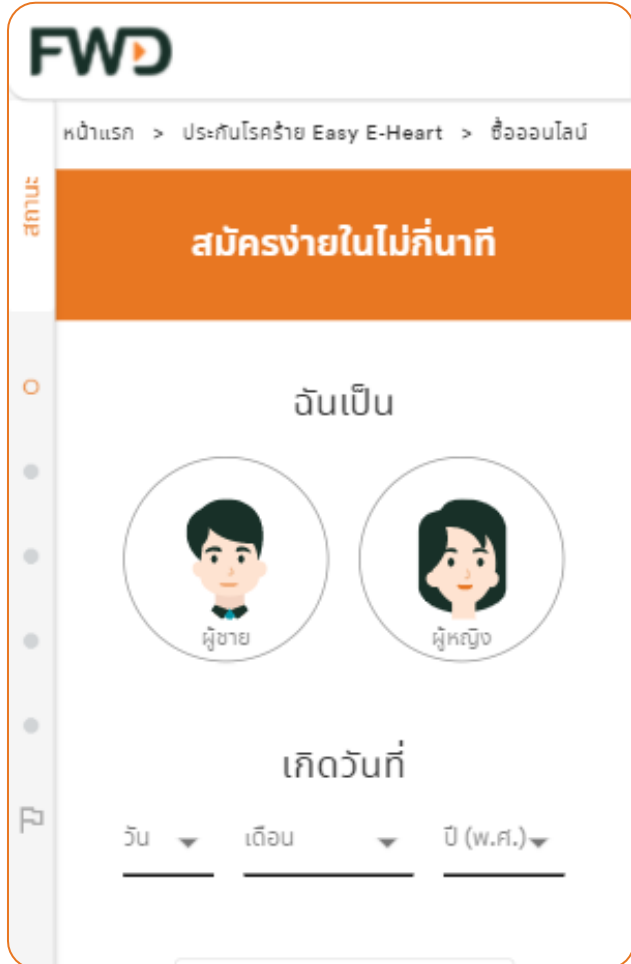 FWD
หน้าแรก > ประกันโรคร้าย Easy E-Heart > ซื้อออนไลน์
สถานะ
สมัครง่ายในไม่กี่นาที
ฉันเป็น
ผู้ชาย ผู้หญิง
เกิดวันที่
วัน เดือน ปี (พ.ศ.)